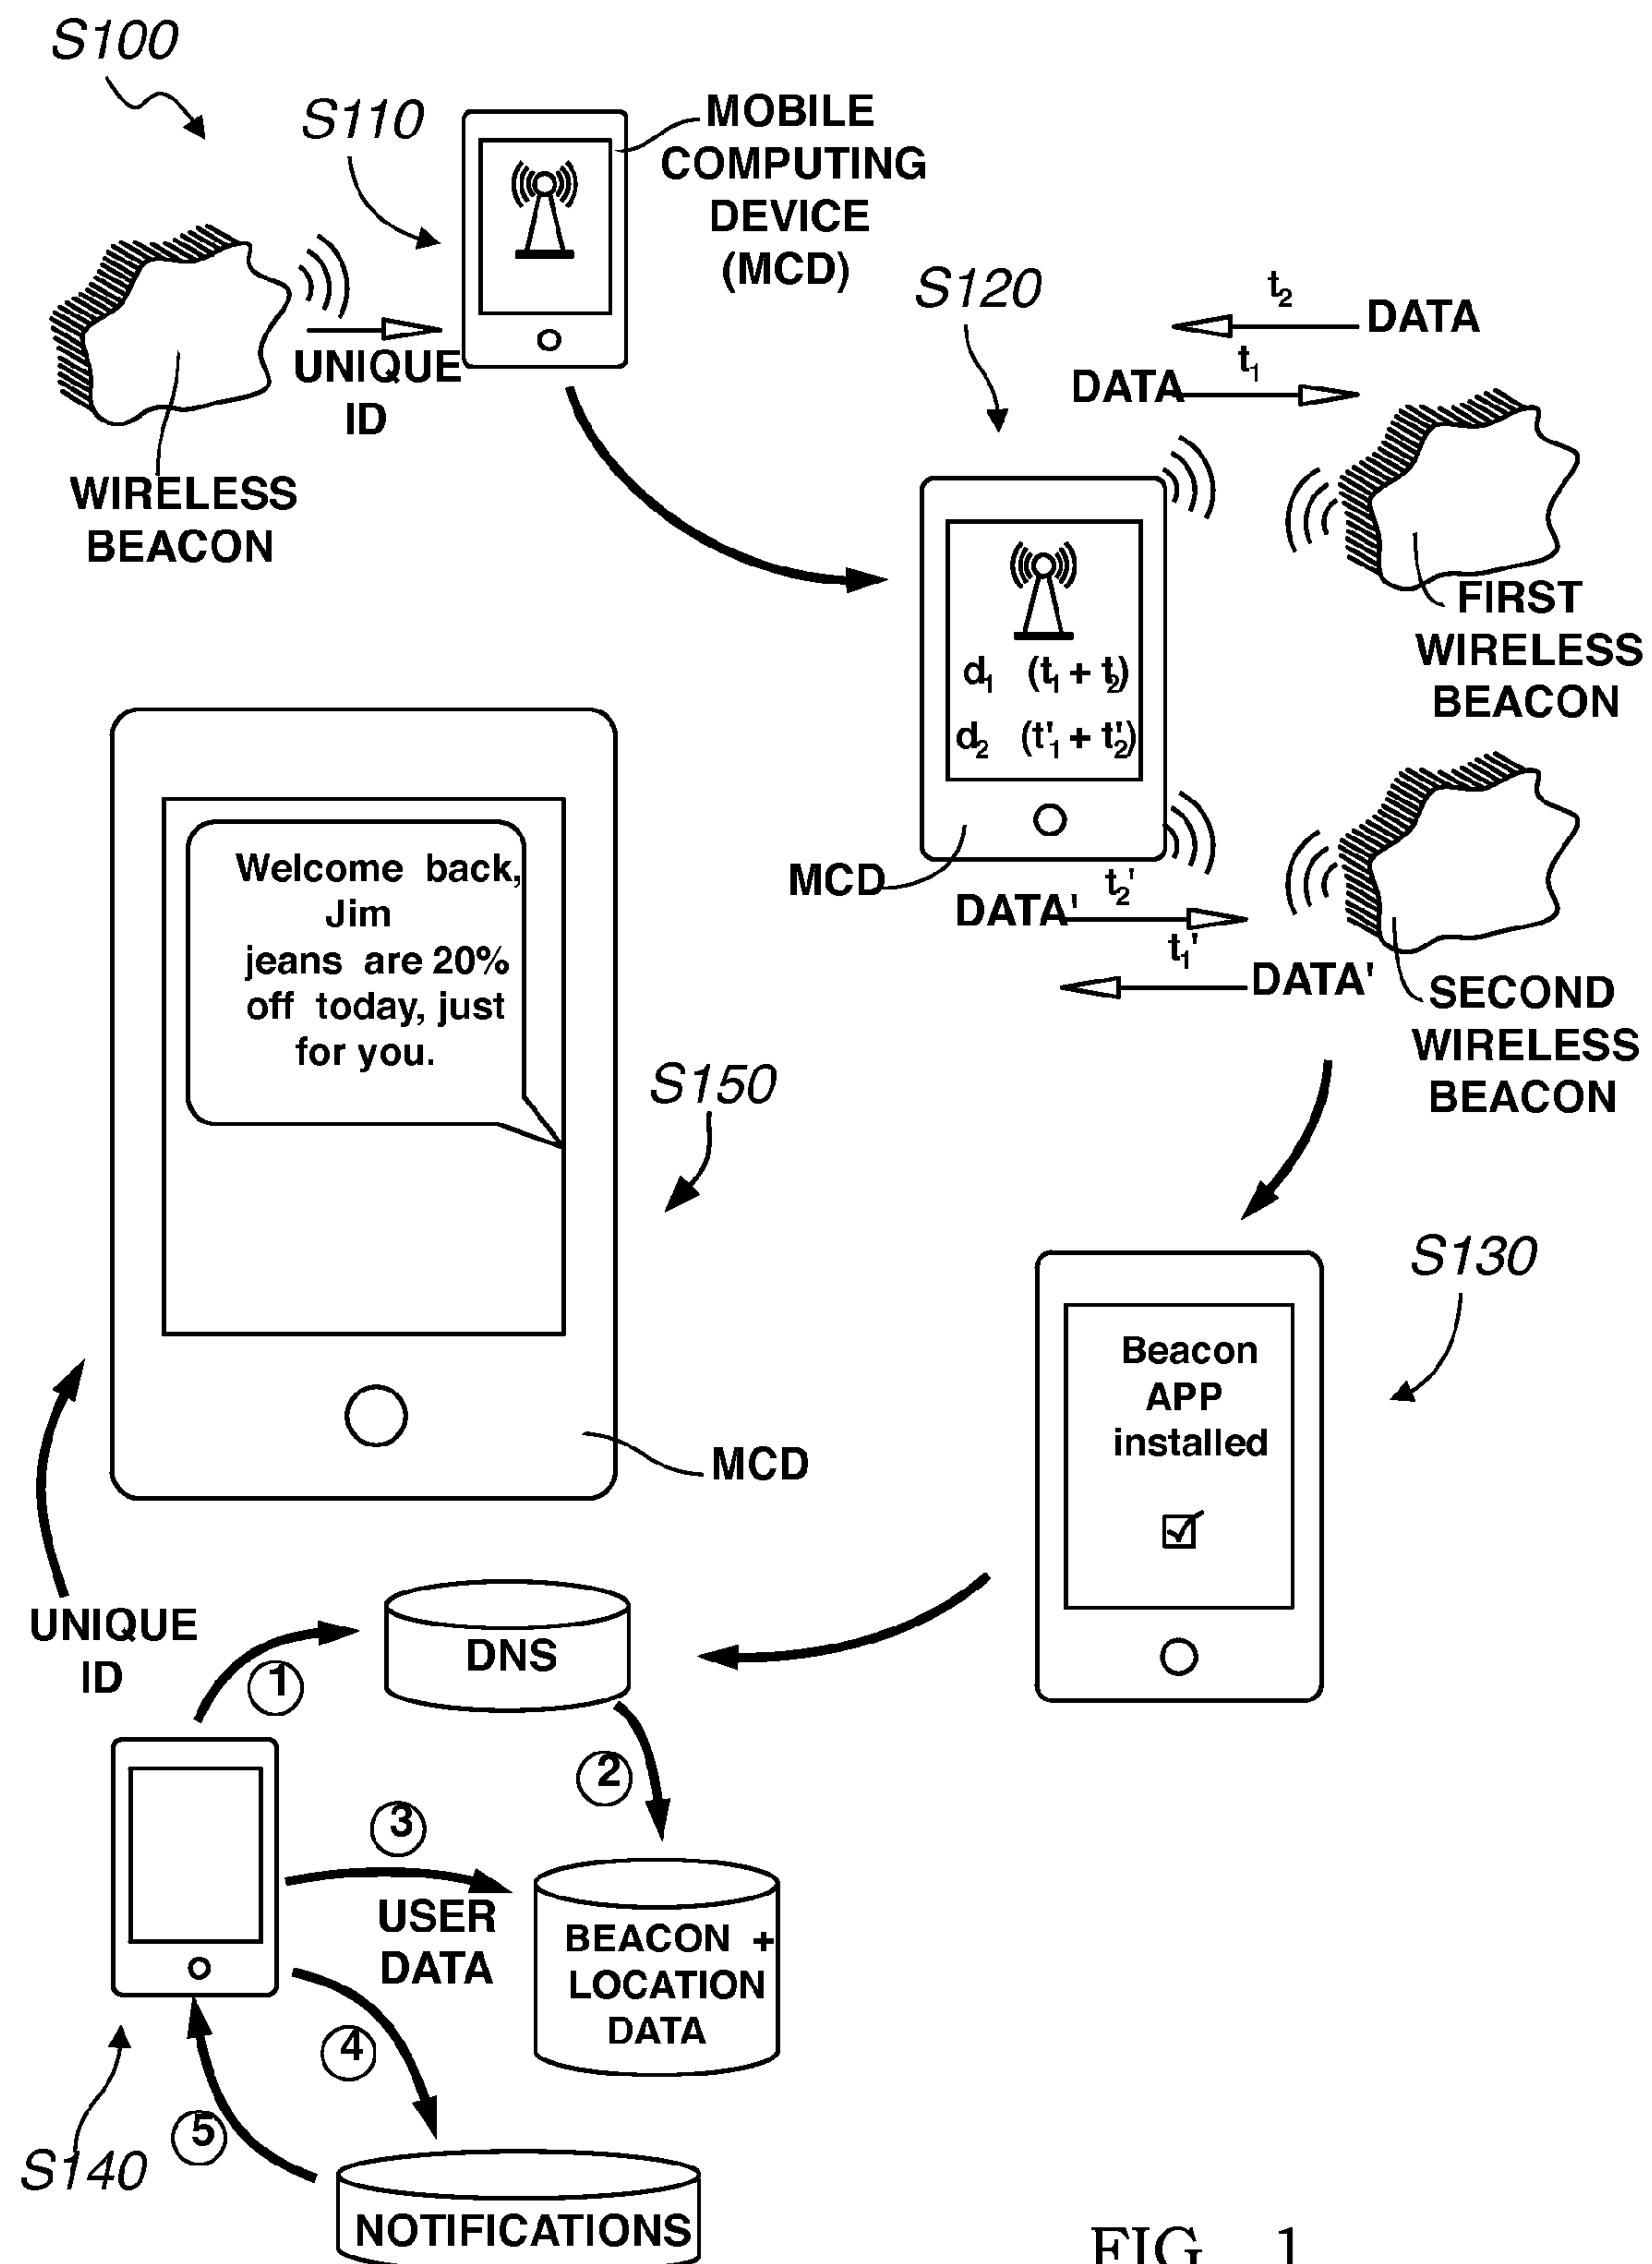 S100
S110
MOBILE
COMPUTING
DEVICE
(MCD)
UNIQUE
ID
WIRELESS
BEACON
S120
t2
DATA
t1
DATA
d1 (t1 + t2)
d2 (t'1 + t'2)
FIRST
WIRELESS
BEACON
MCD
t2'
DATA'
t1'
DATA'
SECOND
WIRELESS
BEACON
Welcome back,
Jim
jeans are 20%
off today, just
for you.
S150
MCD
S130
Beacon
APP
installed
UNIQUE
ID
1
DNS
2
3
USER
DATA
BEACON +
LOCATION
DATA
4
5
S140
NOTIFICATIONS
FIG. 1